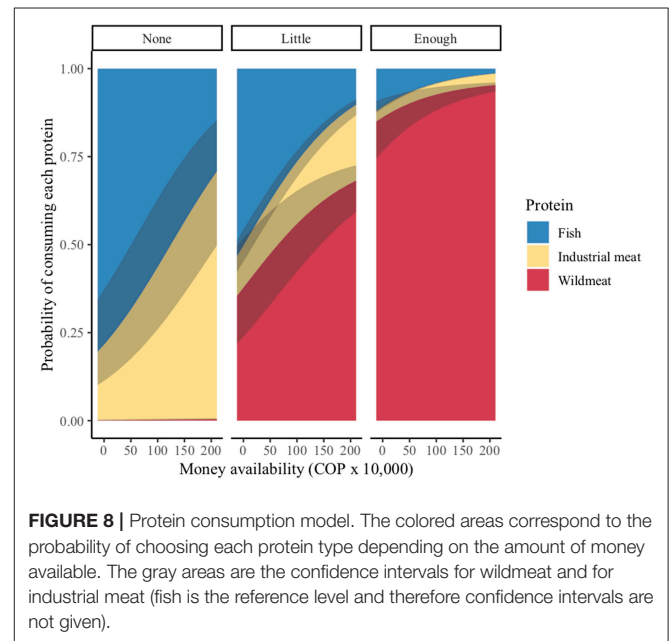 None Little Enough
1.00
0.75
0.50
0.25
0.00
Probability of consuming each protein
0 50 100 150 200 0 50 100 150 200 0 50 100 150 200
Money availability (COP x 10,000)
Protein
Fish
Industrial meat
Wildmeat
FIGURE 8 | Protein consumption model. The colored areas correspond to the
probability of choosing each protein type depending on the amount of money
available. The gray areas are the confidence intervals for wildmeat and for
industrial meat (fish is the reference level and therefore confidence intervals are
not given).